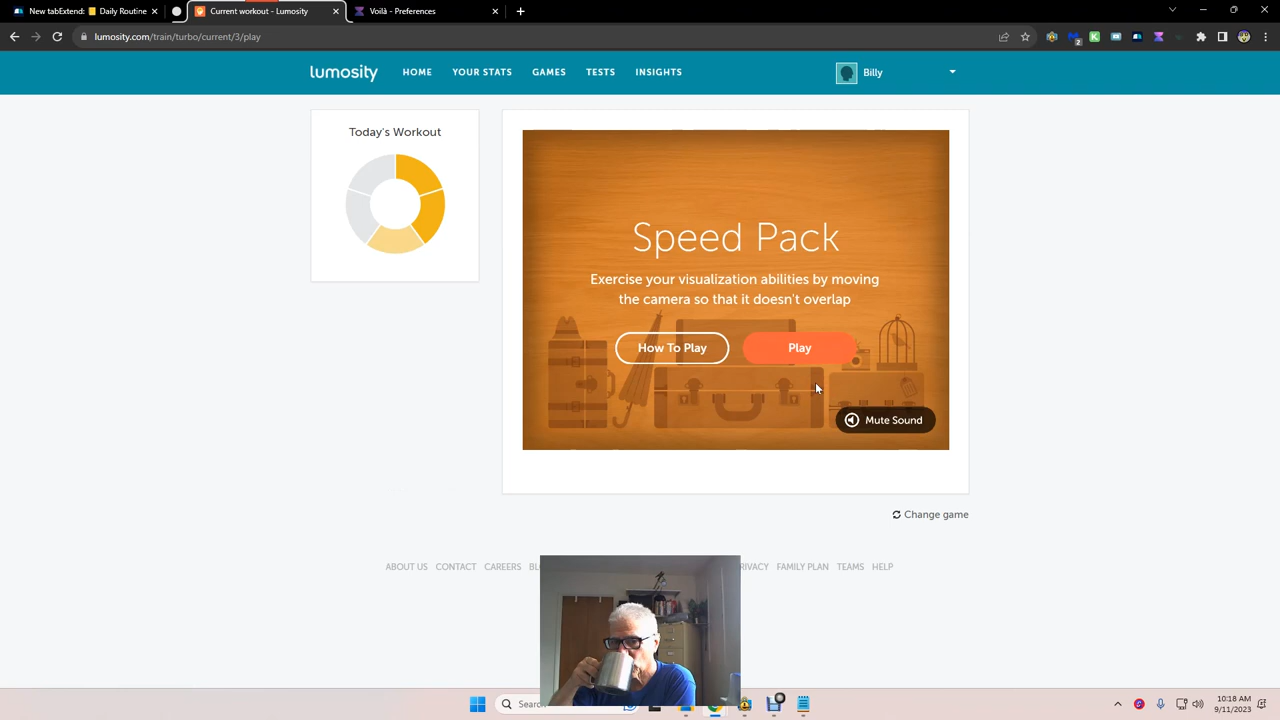 New tabExtend: Daily Routine
Current workout - Lumosity
Voilà - Preferences
lumosity.com/train/turbo/current/3/play
lumosity
HOME
YOUR STATS
GAMES
TESTS
INSIGHTS
Billy
Today's Workout
Speed Pack
Exercise your visualization abilities by moving
the camera so that it doesn't overlap
How To Play
Play
Mute Sound
Change game
ABOUT US
CONTACT
CAREERS
FAMILY PLAN
TEAMS
HELP
10:18 AM
9/11/2023